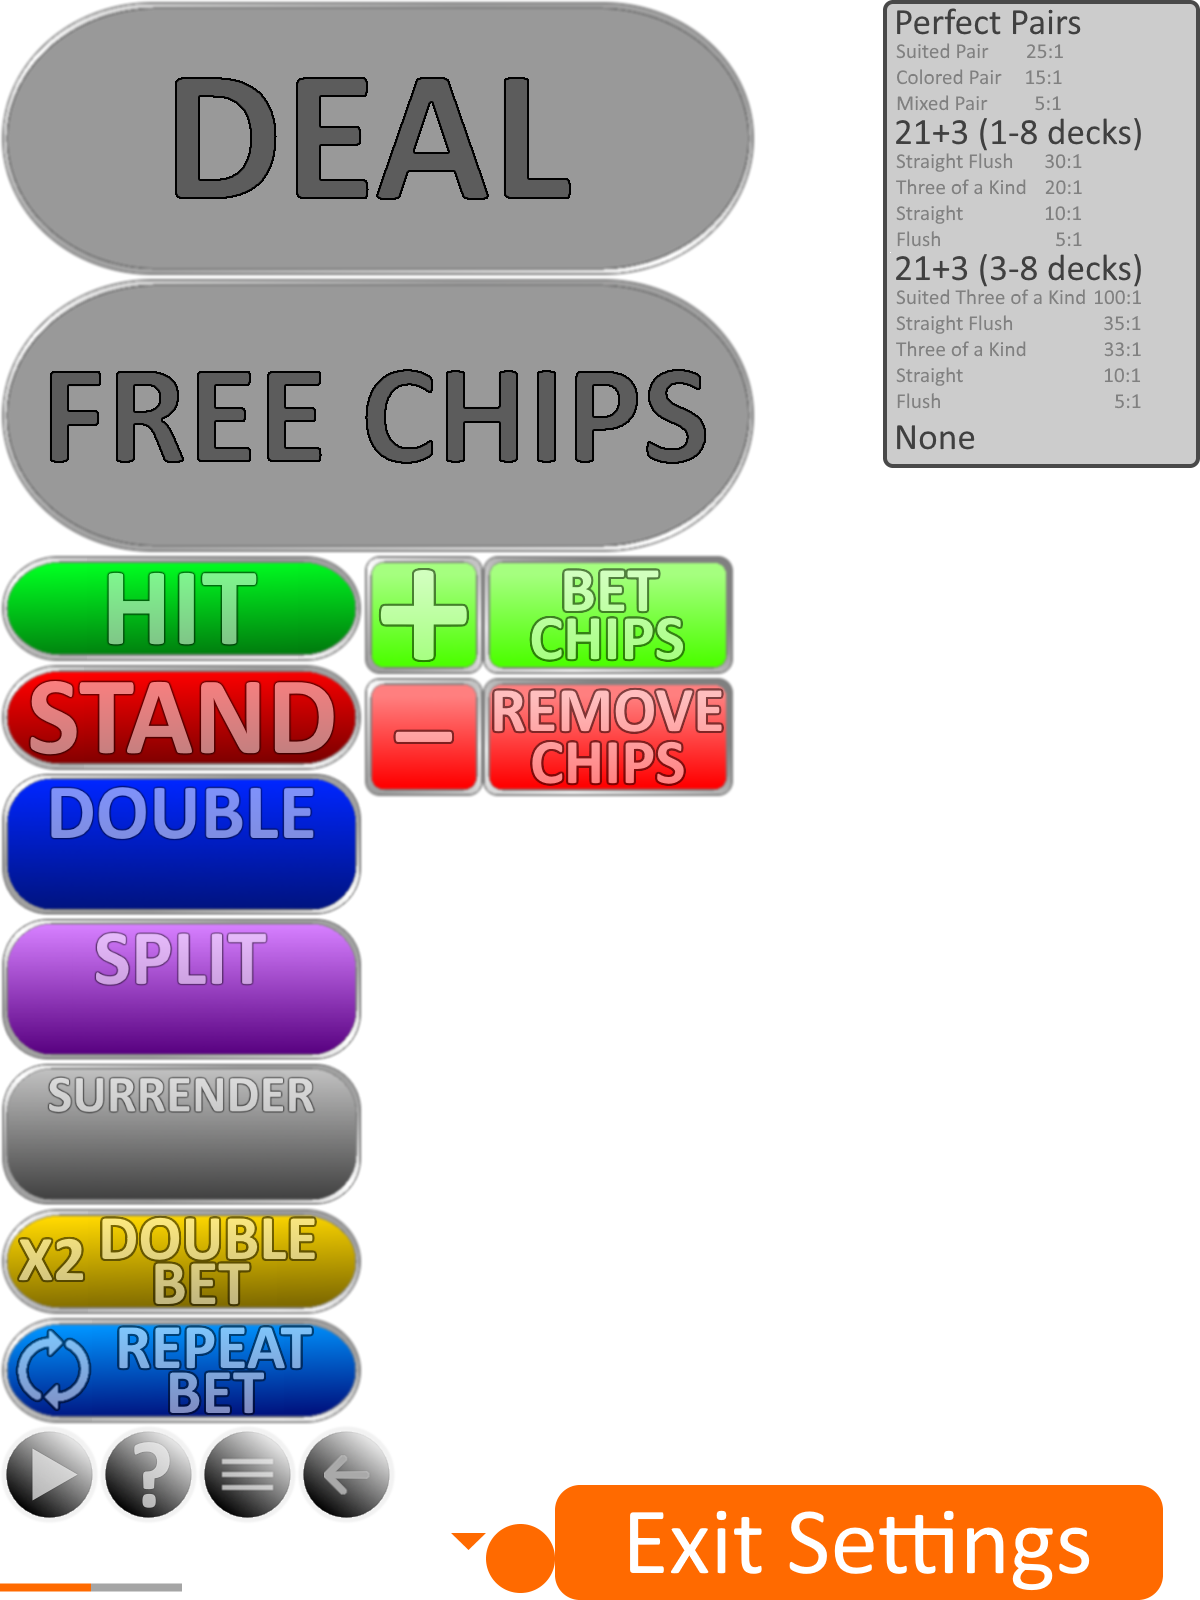 DEAL
FREE CHIPS
HIT
STAND
DOUBLE
SPLIT
SURRENDER
X2 DOUBLE
BET
REPEAT
BET
+ BET
CHIPS
− REMOVE
CHIPS
?
Perfect Pairs
Suited Pair 25:1
Colored Pair 15:1
Mixed Pair 5:1
21+3 (1-8 decks)
Straight Flush 30:1
Three of a Kind 20:1
Straight 10:1
Flush 5:1
21+3 (3-8 decks)
Suited Three of a Kind 100:1
Straight Flush 35:1
Three of a Kind 33:1
Straight 10:1
Flush 5:1
None
Exit Settings